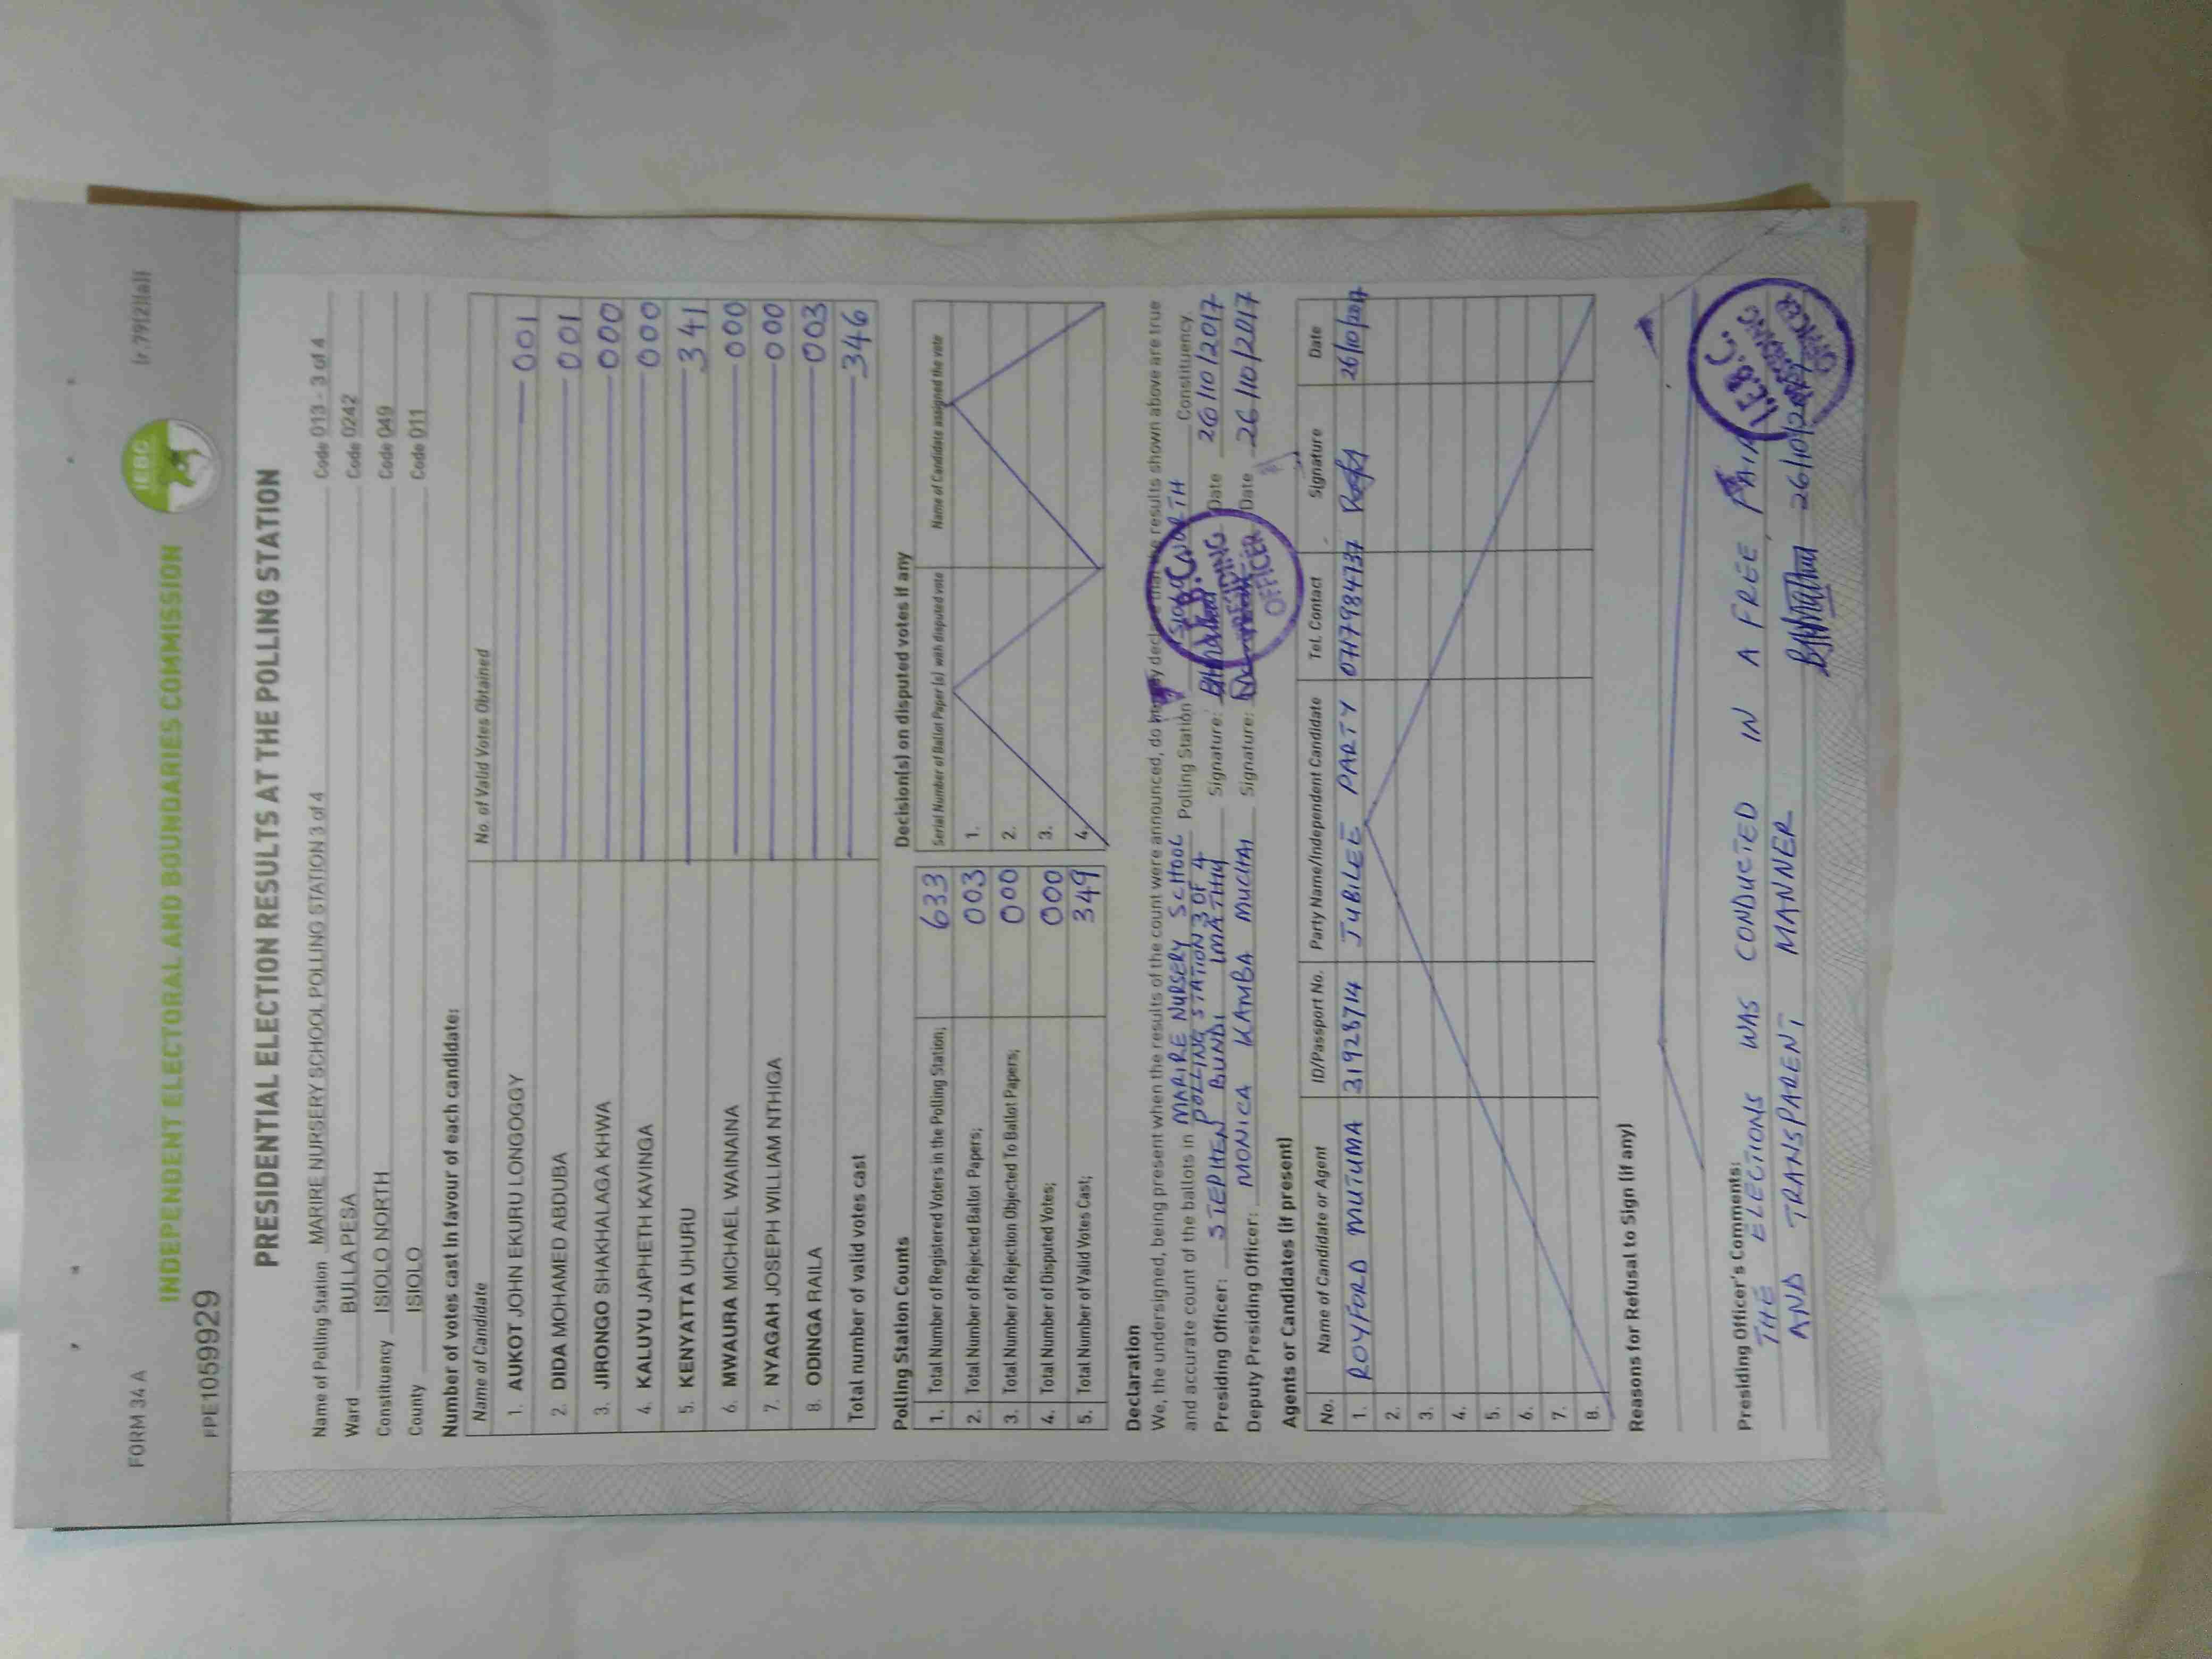 FORM 34 A
[r.79(2)(a)]
IEBC
INDEPENDENT ELECTORAL AND BOUNDARIES COMMISSION
PPE1059929
PRESIDENTIAL ELECTION RESULTS AT THE POLLING STATION
Name of Polling Station MARIRE NURSERY SCHOOL POLLING STATION 3 of 4 Code 013 - 3 of 4
Ward BULLA PESA Code 0242
Constituency ISIOLO NORTH Code 049
County ISIOLO Code 011
Number of votes cast in favour of each candidate:
Name of Candidate No. of Valid Votes Obtained
1. AUKOT JOHN EKURU LONGOGGY 001
2. DIDA MOHAMED ABDUBA 001
3. JIRONGO SHAKHALAGA KHWA 000
4. KALUYU JAPHETH KAVINGA 000
5. KENYATTA UHURU 341
6. MWAURA MICHAEL WAINAINA 000
7. NYAGAH JOSEPH WILLIAM NTHIGA 000
8. ODINGA RAILA 003
Total number of valid votes cast 346
Polling Station Counts
1. Total Number of Registered Voters in the Polling Station; 633
2. Total Number of Rejected Ballot Papers; 003
3. Total Number of Rejection Objected To Ballot Papers; 000
4. Total Number of Disputed Votes; 000
5. Total Number of Valid Votes Cast; 349
Decision(s) on disputed votes if any
Serial Number of Ballot Paper(s) with disputed vote Name of Candidate assigned the vote
1.
2.
3.
4.
Declaration
We, the undersigned, being present when the results of the count were announced, do hereby declare that the results shown above are true
and accurate count of the ballots in MARIRE NURSERY SCHOOL Polling Station NORTH Constituency.
POLLING STATION 3 OF 4
Presiding Officer: STEPHEN BUNDI IMATHIU Signature: Date 26/10/2017
Deputy Presiding Officer: MONICA KAMBA MUCHAI Signature: Date 26/10/2017
PRESIDING
OFFICER
Agents or Candidates (if present)
No. Name of Candidate or Agent ID/Passport No. Party Name/Independent Candidate Tel. Contact Signature Date
1. ROYFORD MUTUMA 31928714 JUBILEE PARTY 0717984737 26/10/2017
2.
3.
4.
5.
6.
7.
8.
Reasons for Refusal to Sign (if any)
Presiding Officer's Comments:
THE ELECTIONS WAS CONDUCTED IN A FREE, FAIR
AND TRANSPARENT MANNER
I.E.B.C.
PRESIDING
OFFICER